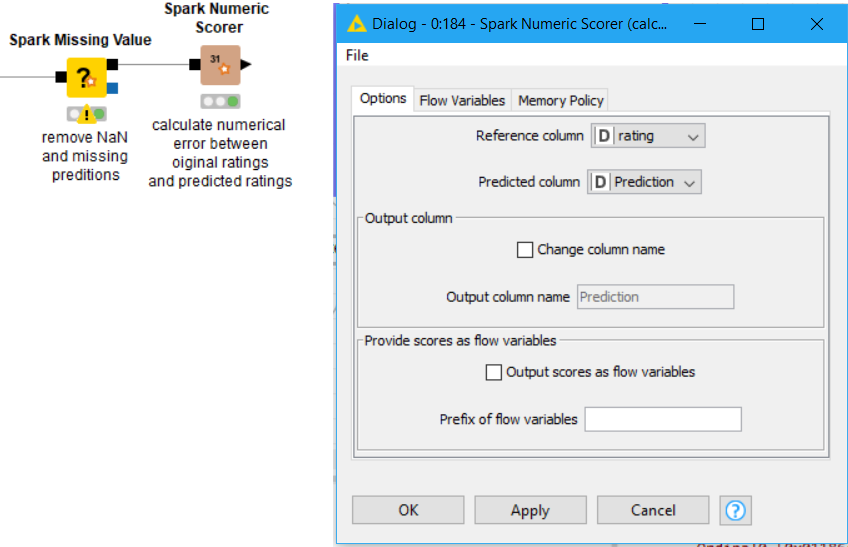 Spark Missing Value
Spark Numeric
Scorer
?
31
!
remove NaN
and missing
preditions
calculate numerical
error between
oiginal ratings
and predicted ratings
Dialog - 0:184 - Spark Numeric Scorer (calc...
File
Options Flow Variables Memory Policy
Reference column D rating
Predicted column D Prediction
Output column
Change column name
Output column name Prediction
Provide scores as flow variables
Output scores as flow variables
Prefix of flow variables
OK Apply Cancel ?